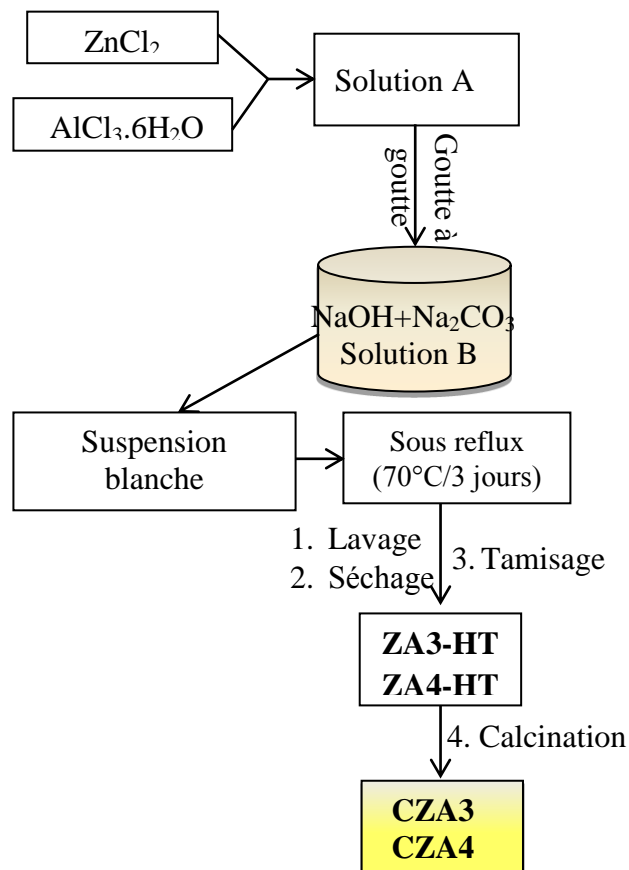 ZnCl₂
AlCl₃.6H₂O
Solution A
Goutte à
goutte
NaOH+Na₂CO₃
Solution B
Suspension
blanche
Sous reflux
(70°C/3 jours)
1. Lavage
2. Séchage
3. Tamisage
ZA3-HT
ZA4-HT
4. Calcination
CZA3
CZA4